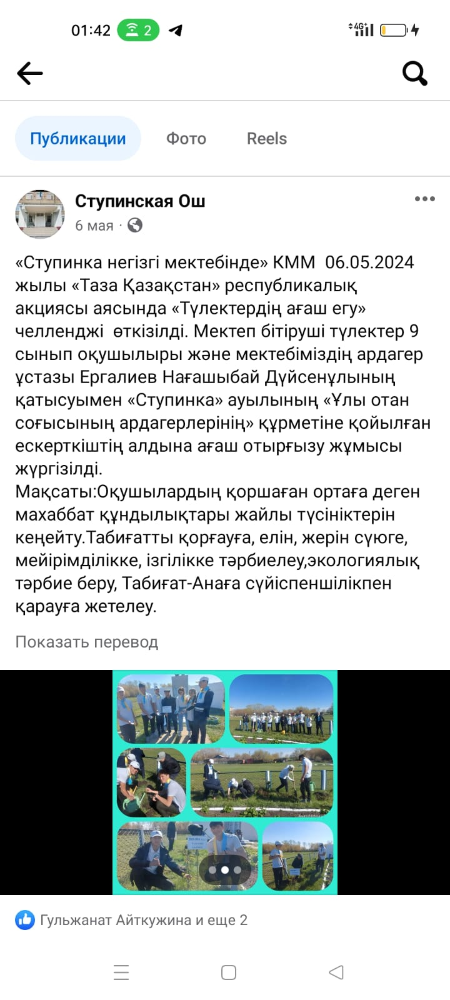 01:42 2 4G+
Публикации Фото Reels
Ступинская Ош
6 мая ·
«Ступинка негізгі мектебінде» КММ 06.05.2024
жылы «Таза Қазақстан» республикалық
акциясы аясында «Түлектердің ағаш егу»
челленджі өткізілді. Мектеп бітіруші түлектер 9
сынып оқушылыры және мектебіміздің ардагер
ұстазы Ергалиев Нағашыбай Дүйсенұлының
қатысуымен «Ступинка» ауылының «Ұлы отан
соғысының ардагерлерінің» құрметіне қойылған
ескерткіштің алдына ағаш отырғызу жұмысы
жүргізілді.
Мақсаты:Оқушылардың қоршаған ортаға деген
махаббат құндылықтары жайлы түсініктерін
кеңейту.Табиғатты қорғауға, елін, жерін сүюге,
мейірімділікке, ізгілікке тәрбиелеу,экологиялық
тәрбие беру, Табиғат-Анаға сүйіспеншілікпен
қарауға жетелеу.
Показать перевод
Гульжанат Айткужина и еще 2